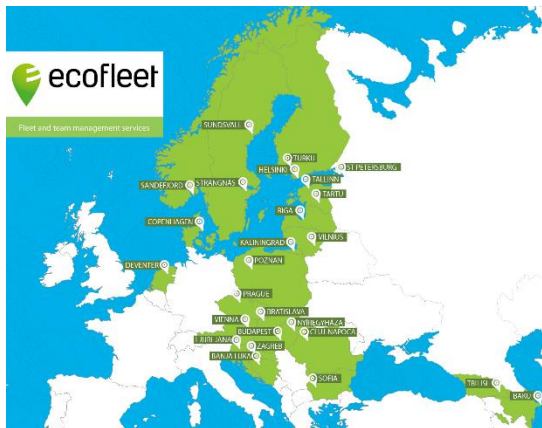 ecofleet
Fleet and team management services
SUNDSVALL
TURKU
HELSINKI
ST PETERSBURG
TALLINN
SANDEFJORD
STRÄNGNÄS
TARTU
RIGA
COPENHAGEN
KALININGRAD
VILNIUS
DEVENTER
POZNAN
PRAGUE
BRATISLAVA
VIENNA
NYÍREGYHÁZA
BUDAPEST
CLUJ-NAPOCA
LJUBLJANA
ZAGREB
BANJA LUKA
SOFIA
TBILISI
BAKU